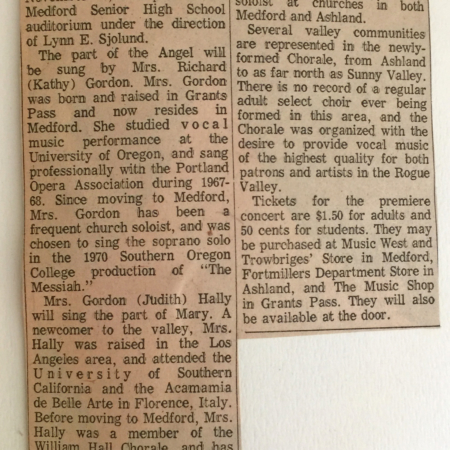 Medford Senior High School
auditorium under the direction
of Lynn E. Sjolund.
The part of the Angel will
be sung by Mrs. Richard
(Kathy) Gordon. Mrs. Gordon
was born and raised in Grants
Pass and now resides in
Medford. She studied vocal
music performance at the
University of Oregon, and sang
professionally with the Portland
Opera Association during 1967-
68. Since moving to Medford,
Mrs. Gordon has been a
frequent church soloist, and was
chosen to sing the soprano solo
in the 1970 Southern Oregon
College production of "The
Messiah."
Mrs. Gordon (Judith) Hally
will sing the part of Mary. A
newcomer to the valley, Mrs.
Hally was raised in the Los
Angeles area, and attended the
University of Southern
California and the Acamamia
de Belle Arte in Florence, Italy.
Before moving to Medford, Mrs.
Hally was a member of the
William Hall Chorale, and has
soloist at churches in both
Medford and Ashland.
Several valley communities
are represented in the newly-
formed Chorale, from Ashland
to as far north as Sunny Valley.
There is no record of a regular
adult select choir ever being
formed in this area, and the
Chorale was organized with the
desire to provide vocal music
of the highest quality for both
patrons and artists in the Rogue
Valley.
Tickets for the premiere
concert are $1.50 for adults and
50 cents for students. They may
be purchased at Music West and
Trowbriges' Store in Medford,
Fortmillers Department Store in
Ashland, and The Music Shop
in Grants Pass. They will also
be available at the door.